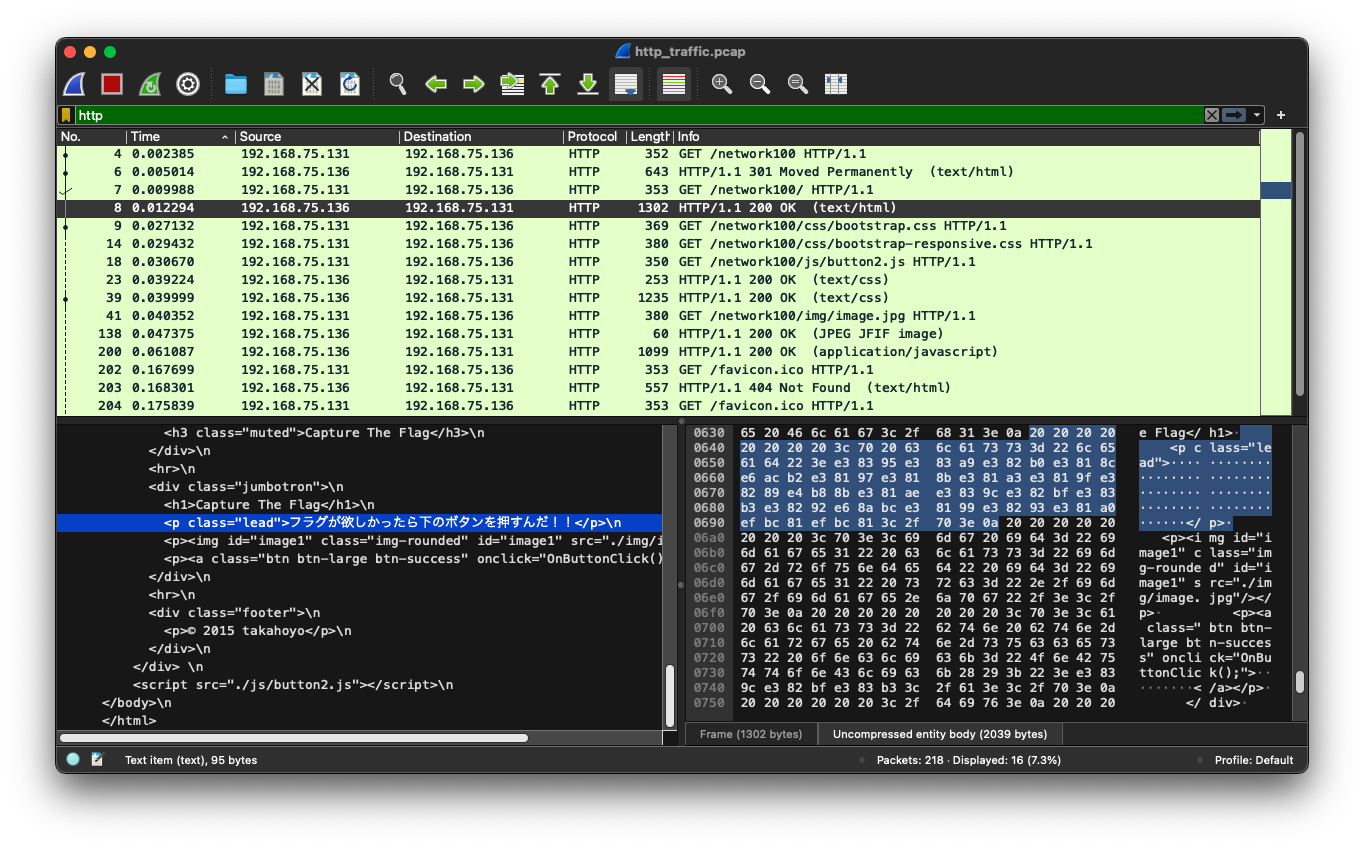 http_traffic.pcap
http
No. Time Source Destination Protocol Length Info
4 0.002385 192.168.75.131 192.168.75.136 HTTP 352 GET /network100 HTTP/1.1
6 0.005014 192.168.75.136 192.168.75.131 HTTP 643 HTTP/1.1 301 Moved Permanently (text/html)
7 0.009988 192.168.75.131 192.168.75.136 HTTP 353 GET /network100/ HTTP/1.1
8 0.012294 192.168.75.136 192.168.75.131 HTTP 1302 HTTP/1.1 200 OK (text/html)
9 0.027132 192.168.75.131 192.168.75.136 HTTP 369 GET /network100/css/bootstrap.css HTTP/1.1
14 0.029432 192.168.75.131 192.168.75.136 HTTP 380 GET /network100/css/bootstrap-responsive.css HTTP/1.1
18 0.030670 192.168.75.131 192.168.75.136 HTTP 350 GET /network100/js/button2.js HTTP/1.1
23 0.039224 192.168.75.136 192.168.75.131 HTTP 253 HTTP/1.1 200 OK (text/css)
39 0.039999 192.168.75.136 192.168.75.131 HTTP 1235 HTTP/1.1 200 OK (text/css)
41 0.040352 192.168.75.131 192.168.75.136 HTTP 380 GET /network100/img/image.jpg HTTP/1.1
138 0.047375 192.168.75.136 192.168.75.131 HTTP 60 HTTP/1.1 200 OK (JPEG JFIF image)
200 0.061087 192.168.75.136 192.168.75.131 HTTP 1099 HTTP/1.1 200 OK (application/javascript)
202 0.167699 192.168.75.131 192.168.75.136 HTTP 353 GET /favicon.ico HTTP/1.1
203 0.168301 192.168.75.136 192.168.75.131 HTTP 557 HTTP/1.1 404 Not Found (text/html)
204 0.175839 192.168.75.131 192.168.75.136 HTTP 353 GET /favicon.ico HTTP/1.1
<h3 class="muted">Capture The Flag</h3>\n
</div>\n
<hr>\n
<div class="jumbotron">\n
<h1>Capture The Flag</h1>\n
<p class="lead">フラグが欲しかったら下のボタンを押すんだ！！</p>\n
<p><img id="image1" class="img-rounded" id="image1" src="./img/i
<p><a class="btn btn-large btn-success" onclick="OnButtonClick()
</div>\n
<hr>\n
<div class="footer">\n
<p>© 2015 takahoyo</p>\n
</div>\n
</div> \n
<script src="./js/button2.js"></script>\n
</body>\n
</html>
0630 65 20 46 6c 61 67 3c 2f 68 31 3e 0a 20 20 20 20 e Flag</ h1>·
0640 20 20 20 20 3c 70 20 63 6c 61 73 73 3d 22 6c 65 <p c lass="le
0650 61 64 22 3e e3 83 95 e3 83 a9 e3 82 b0 e3 81 8c ad">···· ········
0660 e6 ac b2 e3 81 97 e3 81 8b e3 81 a3 e3 81 9f e3 ········ ········
0670 82 89 e4 b8 8b e3 81 ae e3 83 9c e3 82 bf e3 83 ········ ········
0680 b3 e3 82 92 e6 8a bc e3 81 99 e3 82 93 e3 81 a0 ········ ········
0690 ef bc 81 ef bc 81 3c 2f 70 3e 0a 20 20 20 20 20 ······</ p>·
06a0 20 20 20 3c 70 3e 3c 69 6d 67 20 69 64 3d 22 69 <p><i mg id="i
06b0 6d 61 67 65 31 22 20 63 6c 61 73 73 3d 22 69 6d mage1" c lass="im
06c0 67 2d 72 6f 75 6e 64 65 64 22 20 69 64 3d 22 69 g-rounde d" id="i
06d0 6d 61 67 65 31 22 20 73 72 63 3d 22 2e 2f 69 6d mage1" s rc="./im
06e0 67 2f 69 6d 61 67 65 2e 6a 70 67 22 2f 3e 3c 2f g/image. jpg"/></
06f0 70 3e 0a 20 20 20 20 20 20 20 20 3c 70 3e 3c 61 p>· <p><a
0700 20 63 6c 61 73 73 3d 22 62 74 6e 20 62 74 6e 2d class=" btn btn-
0710 6c 61 72 67 65 20 62 74 6e 2d 73 75 63 63 65 73 large bt n-succes
0720 73 22 20 6f 6e 63 6c 69 63 6b 3d 22 4f 6e 42 75 s" oncli ck="OnBu
0730 74 74 6f 6e 43 6c 69 63 6b 28 29 3b 22 3e e3 83 ttonClic k();">··
0740 9c e3 82 bf e3 83 b3 3c 2f 61 3e 3c 2f 70 3e 0a ·······< /a></p>·
0750 20 20 20 20 20 20 3c 2f 64 69 76 3e 0a 20 20 20 </ div>·
Frame (1302 bytes) Uncompressed entity body (2039 bytes)
Text item (text), 95 bytes Packets: 218 · Displayed: 16 (7.3%) Profile: Default